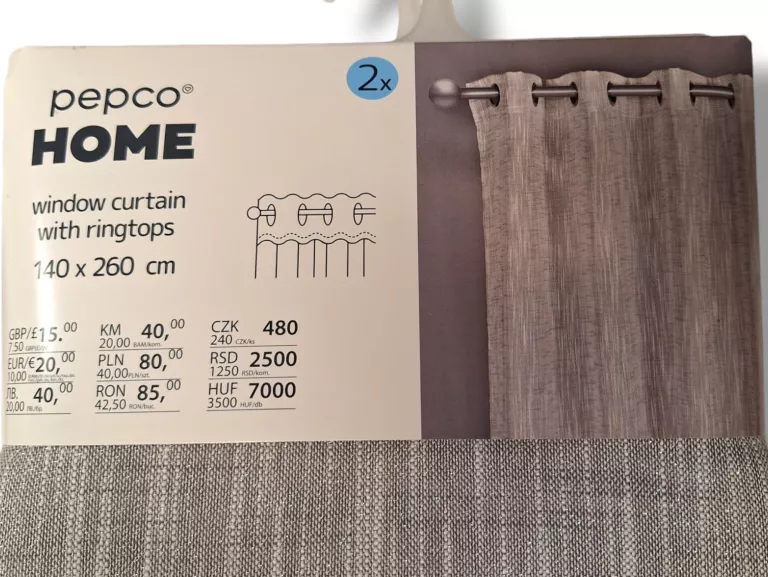 pepco
HOME
2x
window curtain
with ringtops
140 x 260 cm
GBP/£ 15.00
7.50
EUR/€ 20,00
10,00
ЛВ. 40,00
20,00 ЛВ/бр.
KM 40,00
20,00 BAM/kom.
PLN 80,00
40,00 PLN/szt.
RON 85,00
42,50 RON/buc.
CZK 480
240 CZK/ks
RSD 2500
1250 RSD/kom.
HUF 7000
3500 HUF/db